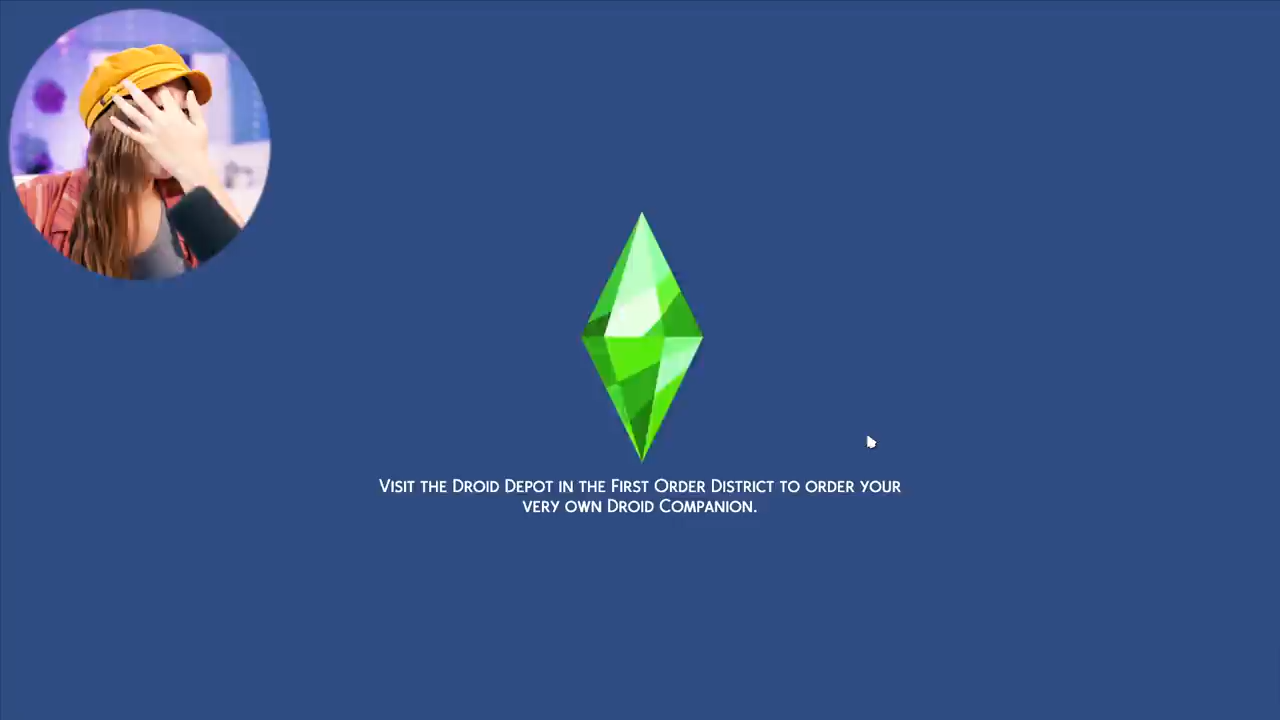 Visit the Droid Depot in the First Order District to order your
very own Droid Companion.